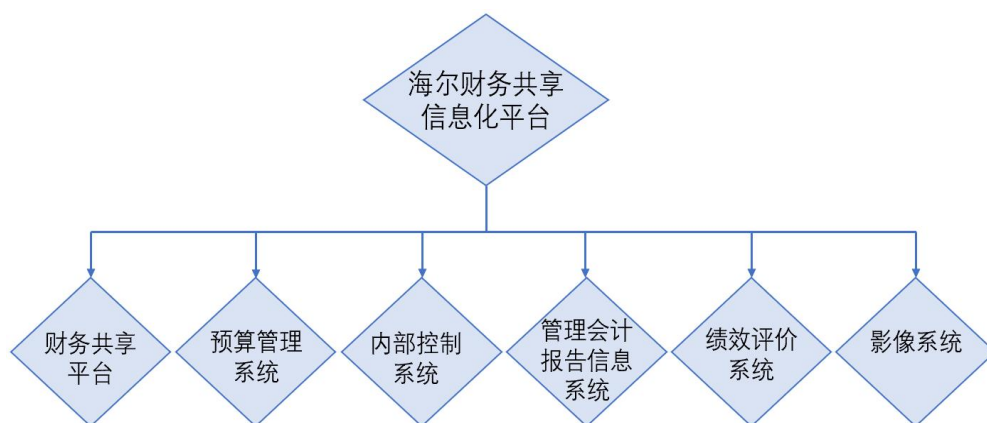 海尔财务共享
信息化平台
财务共享
平台
预算管理
系统
内部控制
系统
管理会计
报告信息
系统
绩效评价
系统
影像系统